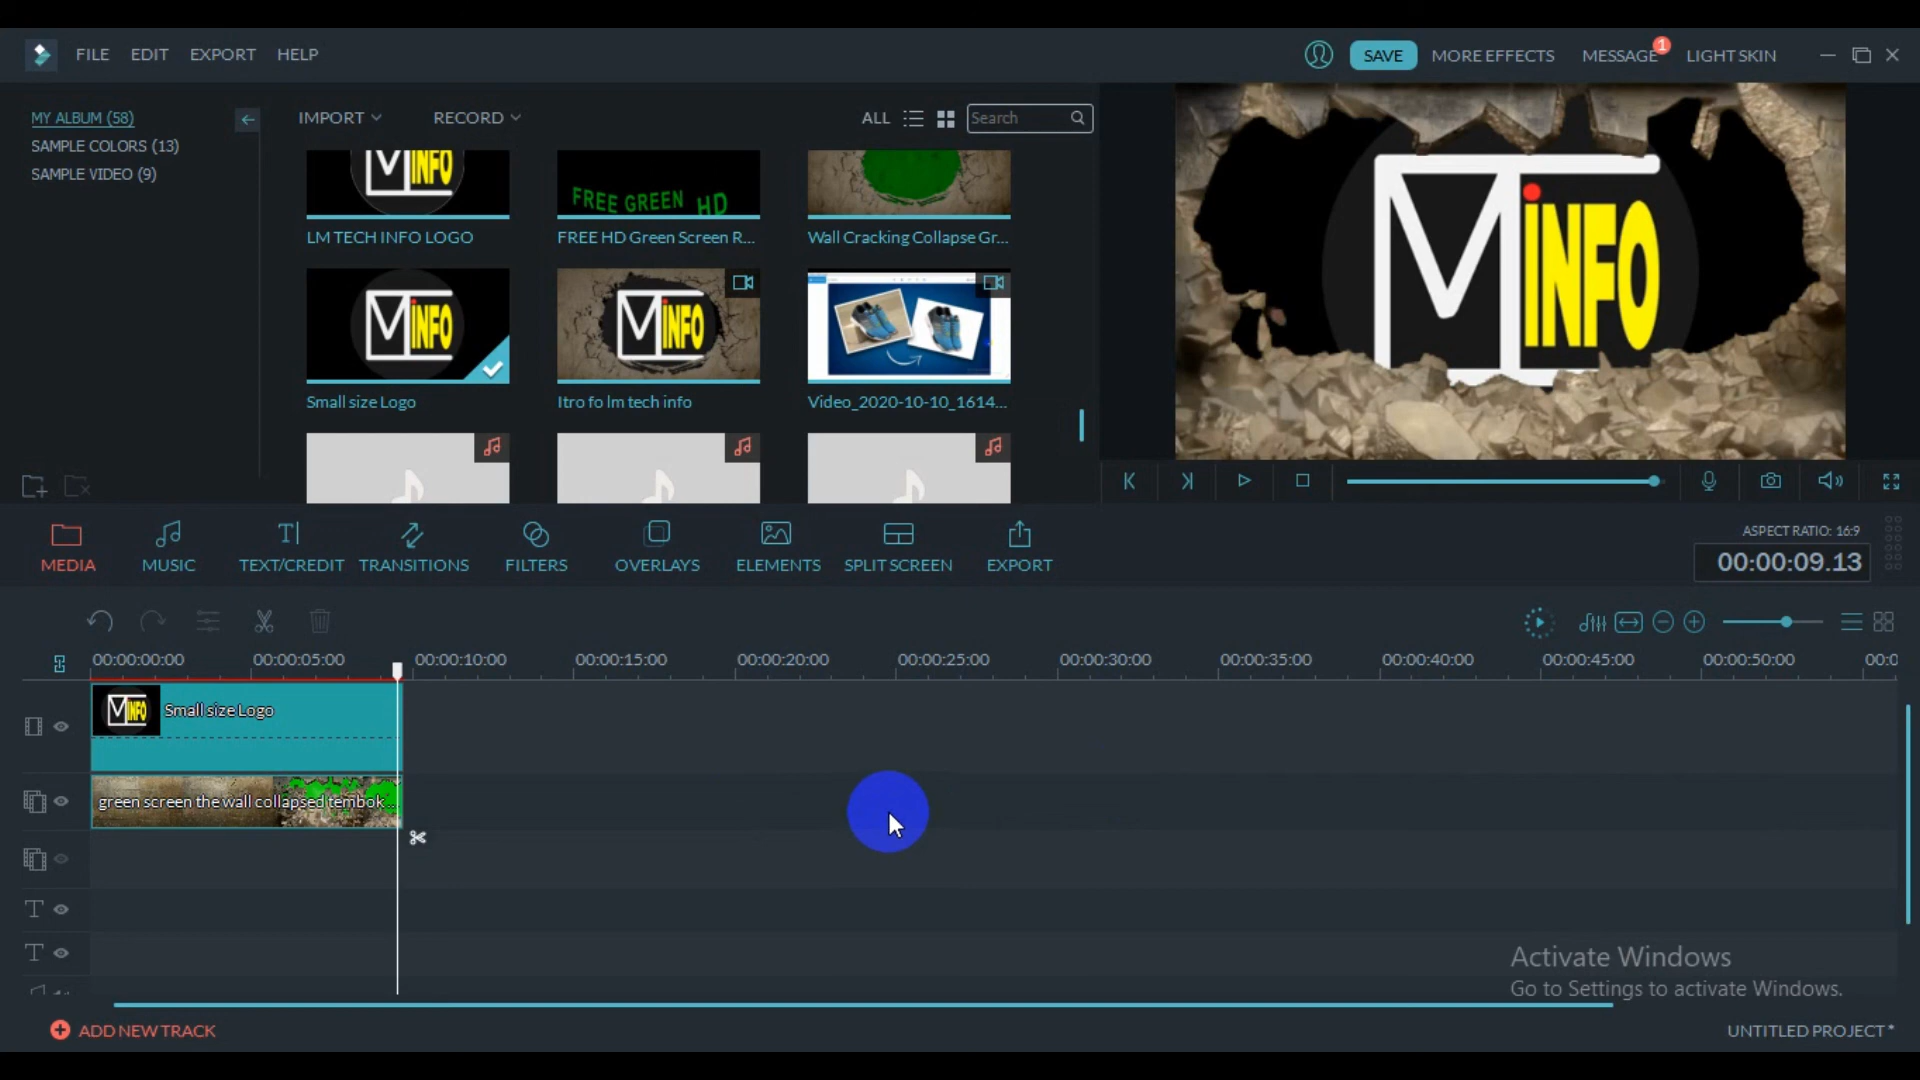 FILE EDIT EXPORT HELP
SAVE MORE EFFECTS MESSAGE 1 LIGHT SKIN
MY ALBUM (58)
SAMPLE COLORS (13)
SAMPLE VIDEO (9)
IMPORT RECORD ALL Search
INFO
FREE GREEN HD
LM TECH INFO LOGO FREE HD Green Screen R... Wall Cracking Collapse Gr...
M INFO
M INFO
Small size Logo Itro fo lm tech info Video_2020-10-10_1614...
M INFO
MEDIA MUSIC TEXT/CREDIT TRANSITIONS FILTERS OVERLAYS ELEMENTS SPLIT SCREEN EXPORT
ASPECT RATIO: 16:9
00:00:09.13
00:00:00:00 00:00:05:00 00:00:10:00 00:00:15:00 00:00:20:00 00:00:25:00 00:00:30:00 00:00:35:00 00:00:40:00 00:00:45:00 00:00:50:00 00:0
M INFO Small size Logo
green screen the wall collapsed tembok...
Activate Windows
Go to Settings to activate Windows.
ADD NEW TRACK
UNTITLED PROJECT *